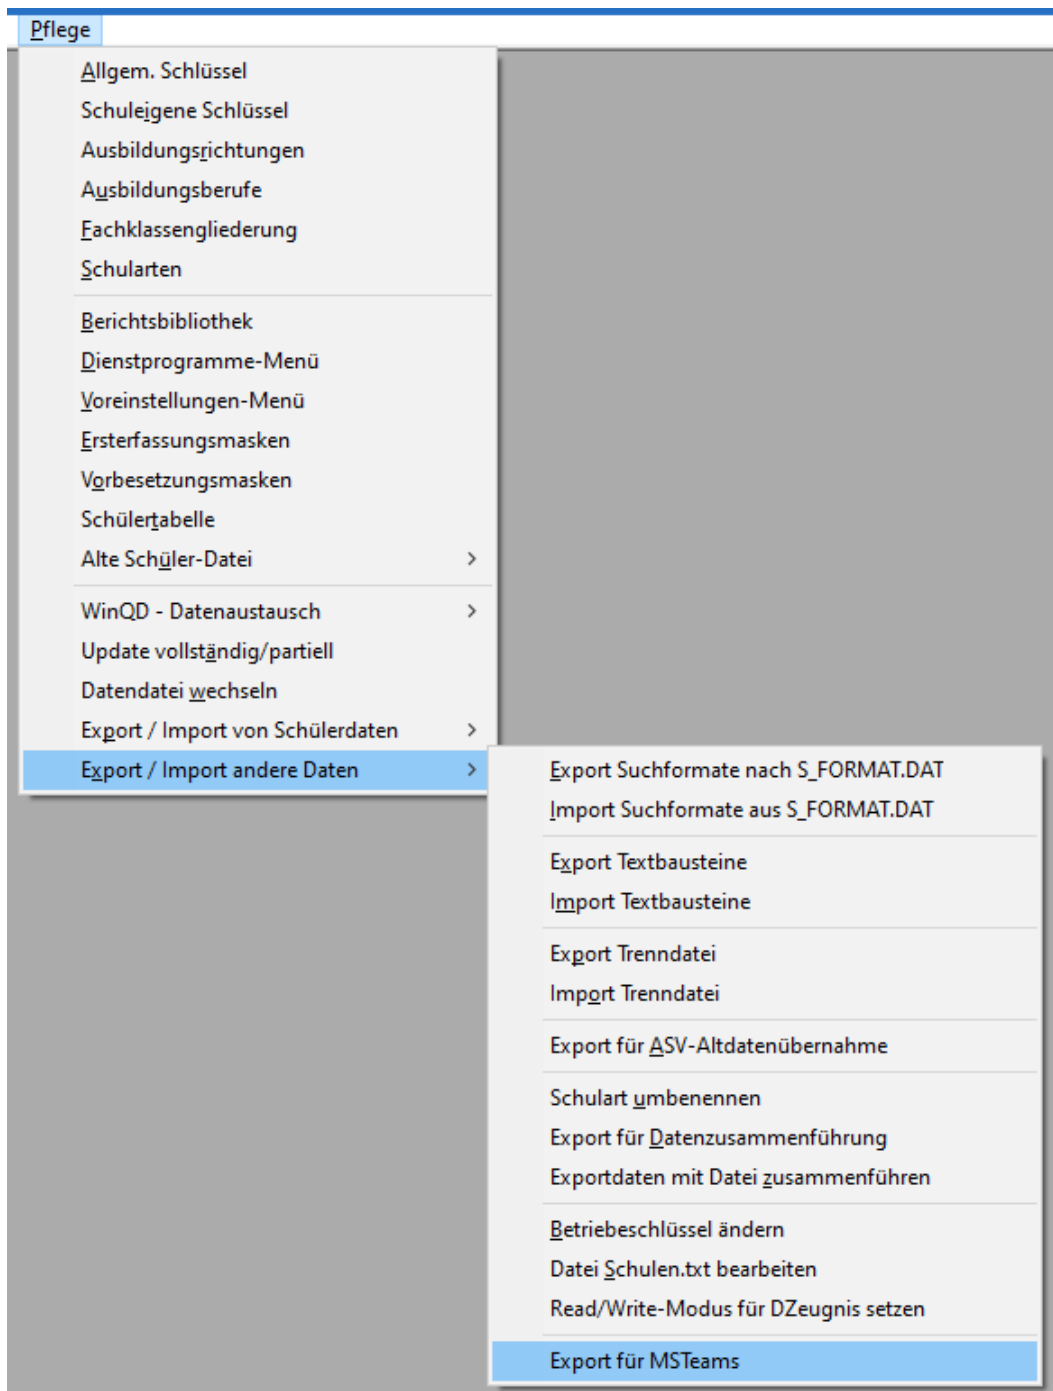 Pflege
Allgem. Schlüssel
Schuleigene Schlüssel
Ausbildungsrichtungen
Ausbildungsberufe
Fachklassengliederung
Schularten
Berichtsbibliothek
Dienstprogramme-Menü
Voreinstellungen-Menü
Ersterfassungsmasken
Vorbesetzungsmasken
Schülertabelle
Alte Schüler-Datei
WinQD - Datenaustausch
Update vollständig/partiell
Datendatei wechseln
Export / Import von Schülerdaten
Export / Import andere Daten
Export Suchformate nach S_FORMAT.DAT
Import Suchformate aus S_FORMAT.DAT
Export Textbausteine
Import Textbausteine
Export Trenndatei
Import Trenndatei
Export für ASV-Altdatenübernahme
Schulart umbenennen
Export für Datenzusammenführung
Exportdaten mit Datei zusammenführen
Betriebeschlüssel ändern
Datei Schulen.txt bearbeiten
Read/Write-Modus für DZeugnis setzen
Export für MSTeams